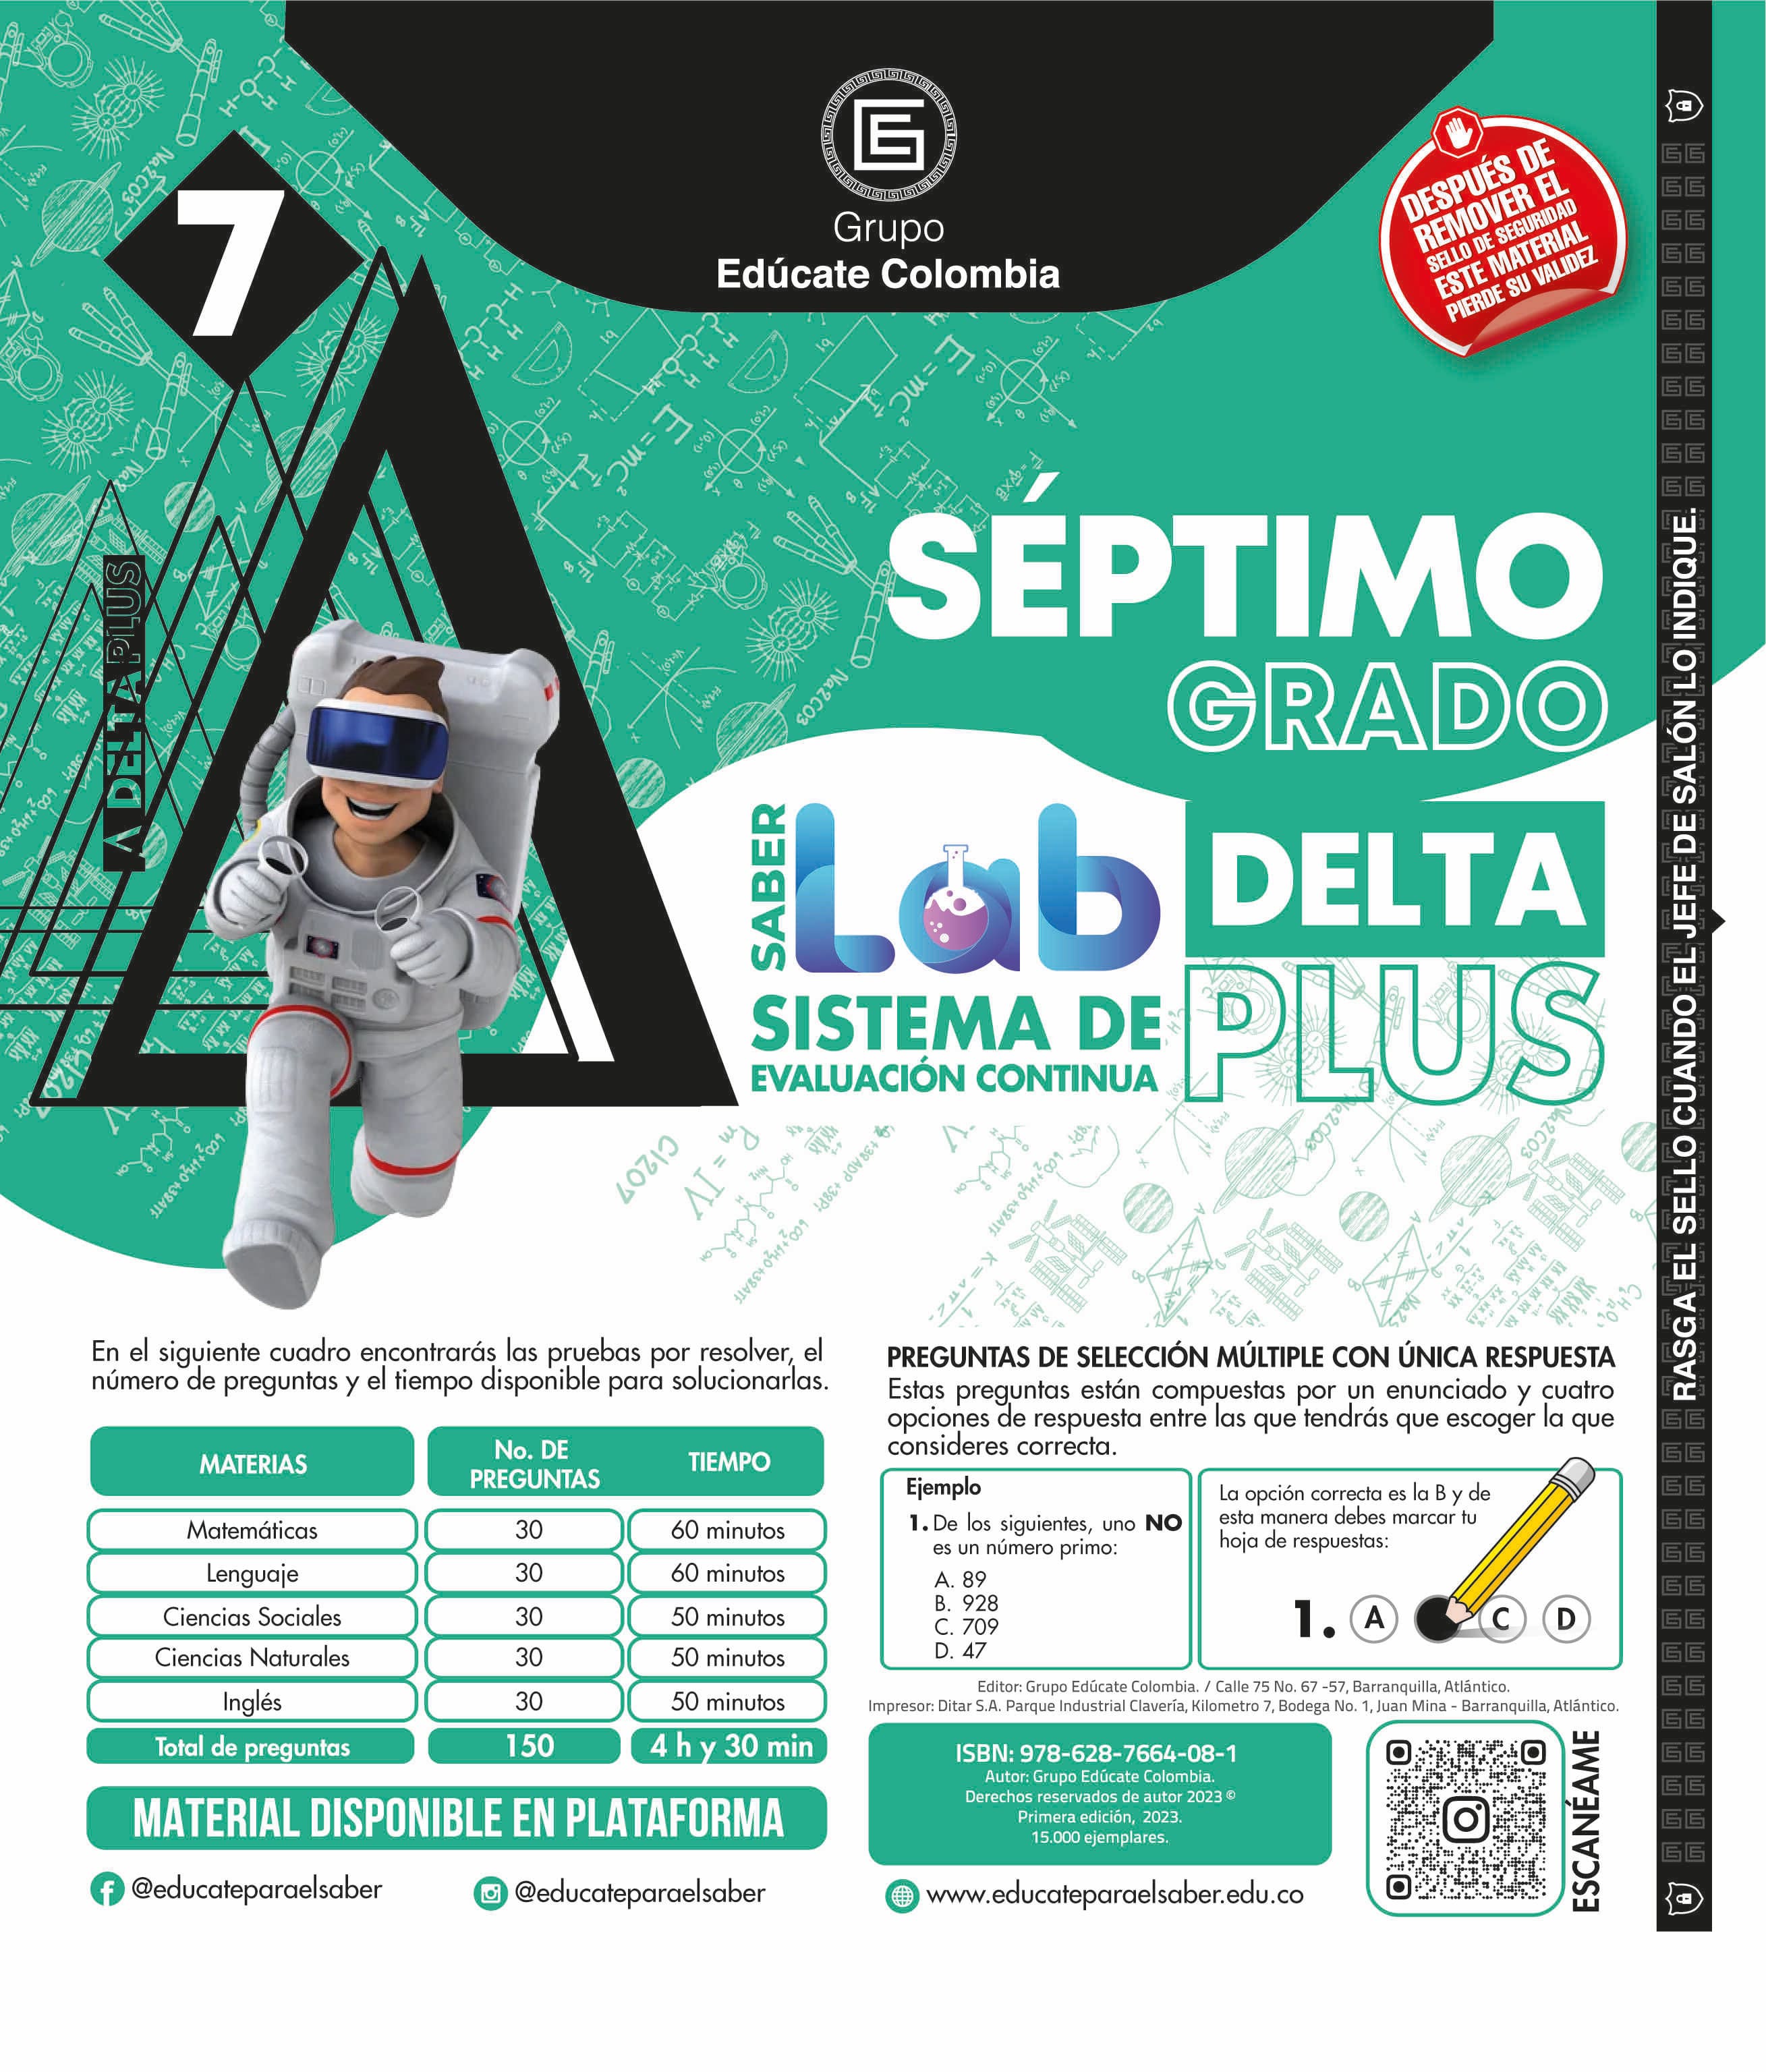 Grupo
Edúcate Colombia
7
DESPUÉS DE
REMOVER EL
SELLO DE SEGURIDAD
ESTE MATERIAL
PIERDE SU VALIDEZ
DELTA PLUS
SÉPTIMO
GRADO
SABER
Lab
SISTEMA DE
EVALUACIÓN CONTINUA
DELTA
PLUS
RASGA EL SELLO CUANDO EL JEFE DE SALÓN LO INDIQUE.
En el siguiente cuadro encontrarás las pruebas por resolver, el
número de preguntas y el tiempo disponible para solucionarlas.
MATERIAS No. DE PREGUNTAS TIEMPO
Matemáticas 30 60 minutos
Lenguaje 30 60 minutos
Ciencias Sociales 30 50 minutos
Ciencias Naturales 30 50 minutos
Inglés 30 50 minutos
Total de preguntas 150 4 h y 30 min
MATERIAL DISPONIBLE EN PLATAFORMA
@educateparaelsaber @educateparaelsaber
PREGUNTAS DE SELECCIÓN MÚLTIPLE CON ÚNICA RESPUESTA
Estas preguntas están compuestas por un enunciado y cuatro
opciones de respuesta entre las que tendrás que escoger la que
consideres correcta.
Ejemplo
1. De los siguientes, uno NO
es un número primo:
A. 89
B. 928
C. 709
D. 47
La opción correcta es la B y de
esta manera debes marcar tu
hoja de respuestas:
1. A C D
Editor: Grupo Edúcate Colombia. / Calle 75 No. 67 -57, Barranquilla, Atlántico.
Impresor: Ditar S.A. Parque Industrial Clavería, Kilometro 7, Bodega No. 1, Juan Mina - Barranquilla, Atlántico.
ISBN: 978-628-7664-08-1
Autor: Grupo Edúcate Colombia.
Derechos reservados de autor 2023 ©
Primera edición, 2023.
15.000 ejemplares.
www.educateparaelsaber.edu.co
ESCANÉAME